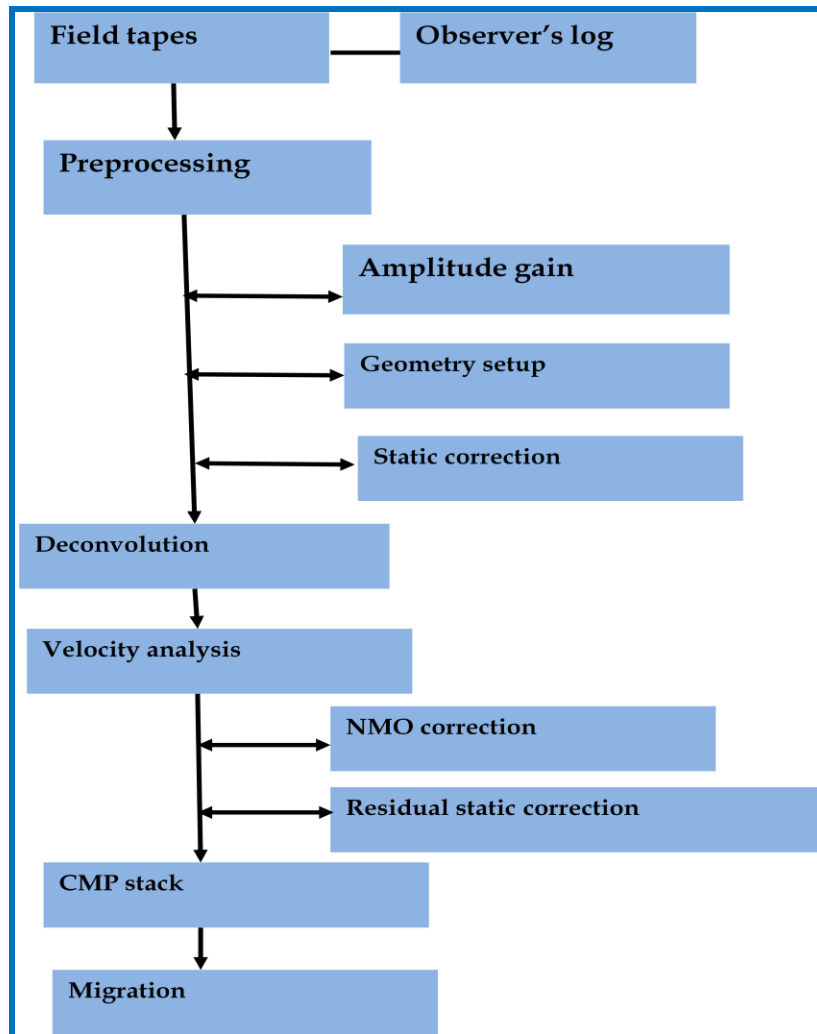 Field tapes
Observer’s log
Preprocessing
Amplitude gain
Geometry setup
Static correction
Deconvolution
Velocity analysis
NMO correction
Residual static correction
CMP stack
Migration